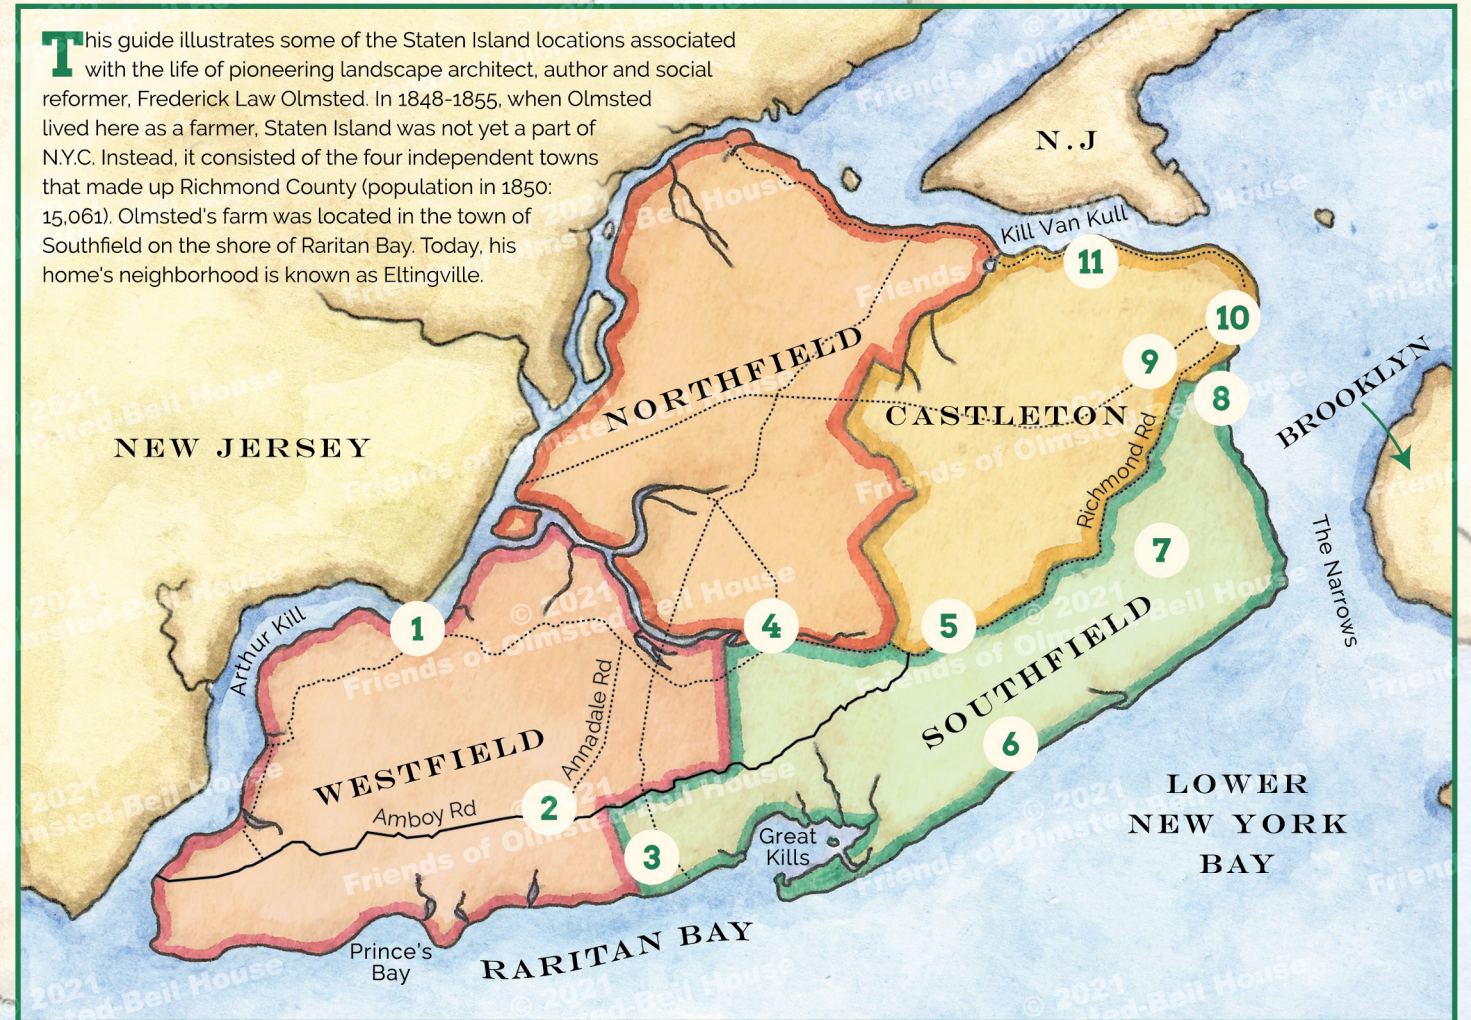 This guide illustrates some of the Staten Island locations associated
with the life of pioneering landscape architect, author and social
reformer, Frederick Law Olmsted. In 1848-1855, when Olmsted
lived here as a farmer, Staten Island was not yet a part of
N.Y.C. Instead, it consisted of the four independent towns
that made up Richmond County (population in 1850:
15,061). Olmsted's farm was located in the town of
Southfield on the shore of Raritan Bay. Today, his
home's neighborhood is known as Eltingville.
N.J
Kill Van Kull
11
10
9
8
NORTHFIELD
CASTLETON
BROOKLYN
NEW JERSEY
Richmond Rd
7
The Narrows
Arthur Kill
1
4
5
SOUTHFIELD
Annadale Rd
WESTFIELD
6
Amboy Rd
2
3
Great
Kills
LOWER
NEW YORK
BAY
Prince's
Bay
RARITAN BAY
© 2021
Friends of Olmsted-Beil House